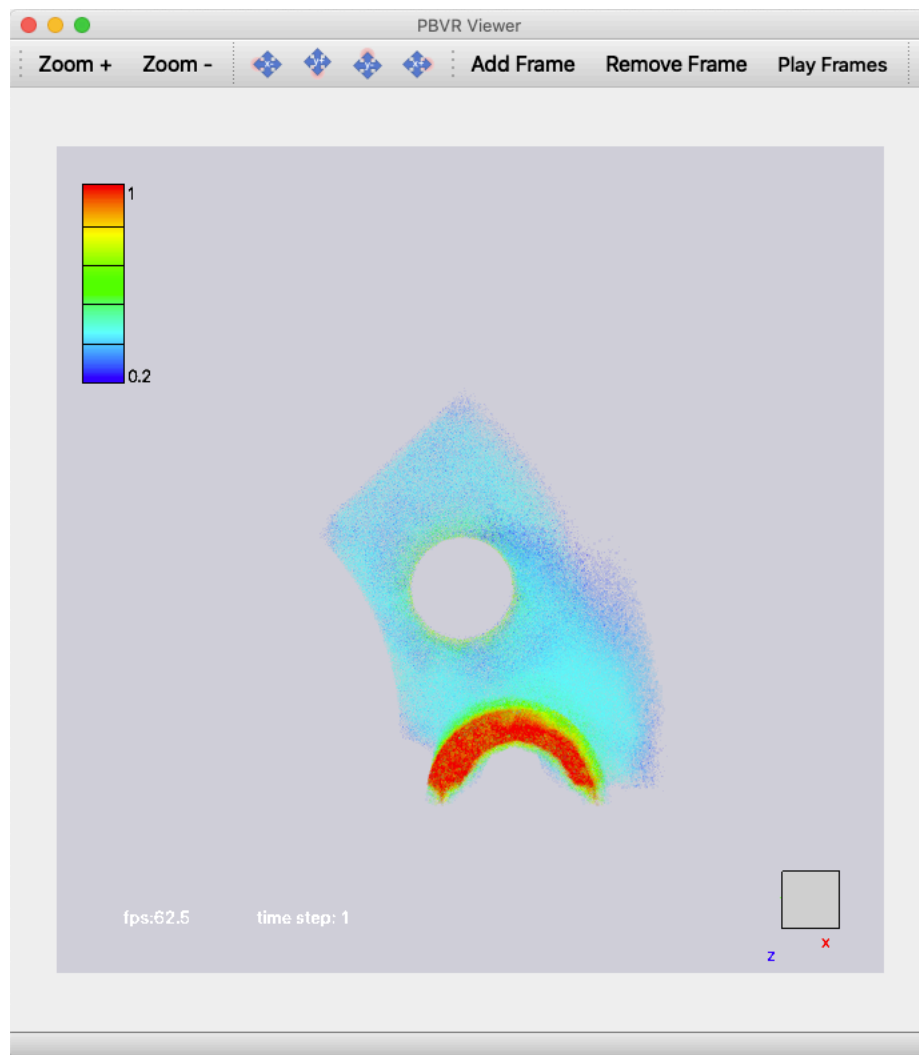 PBVR Viewer
Zoom + Zoom - x- y+ y- x+ Add Frame Remove Frame Play Frames
1
0.2
fps:62.5 time step: 1
x
z